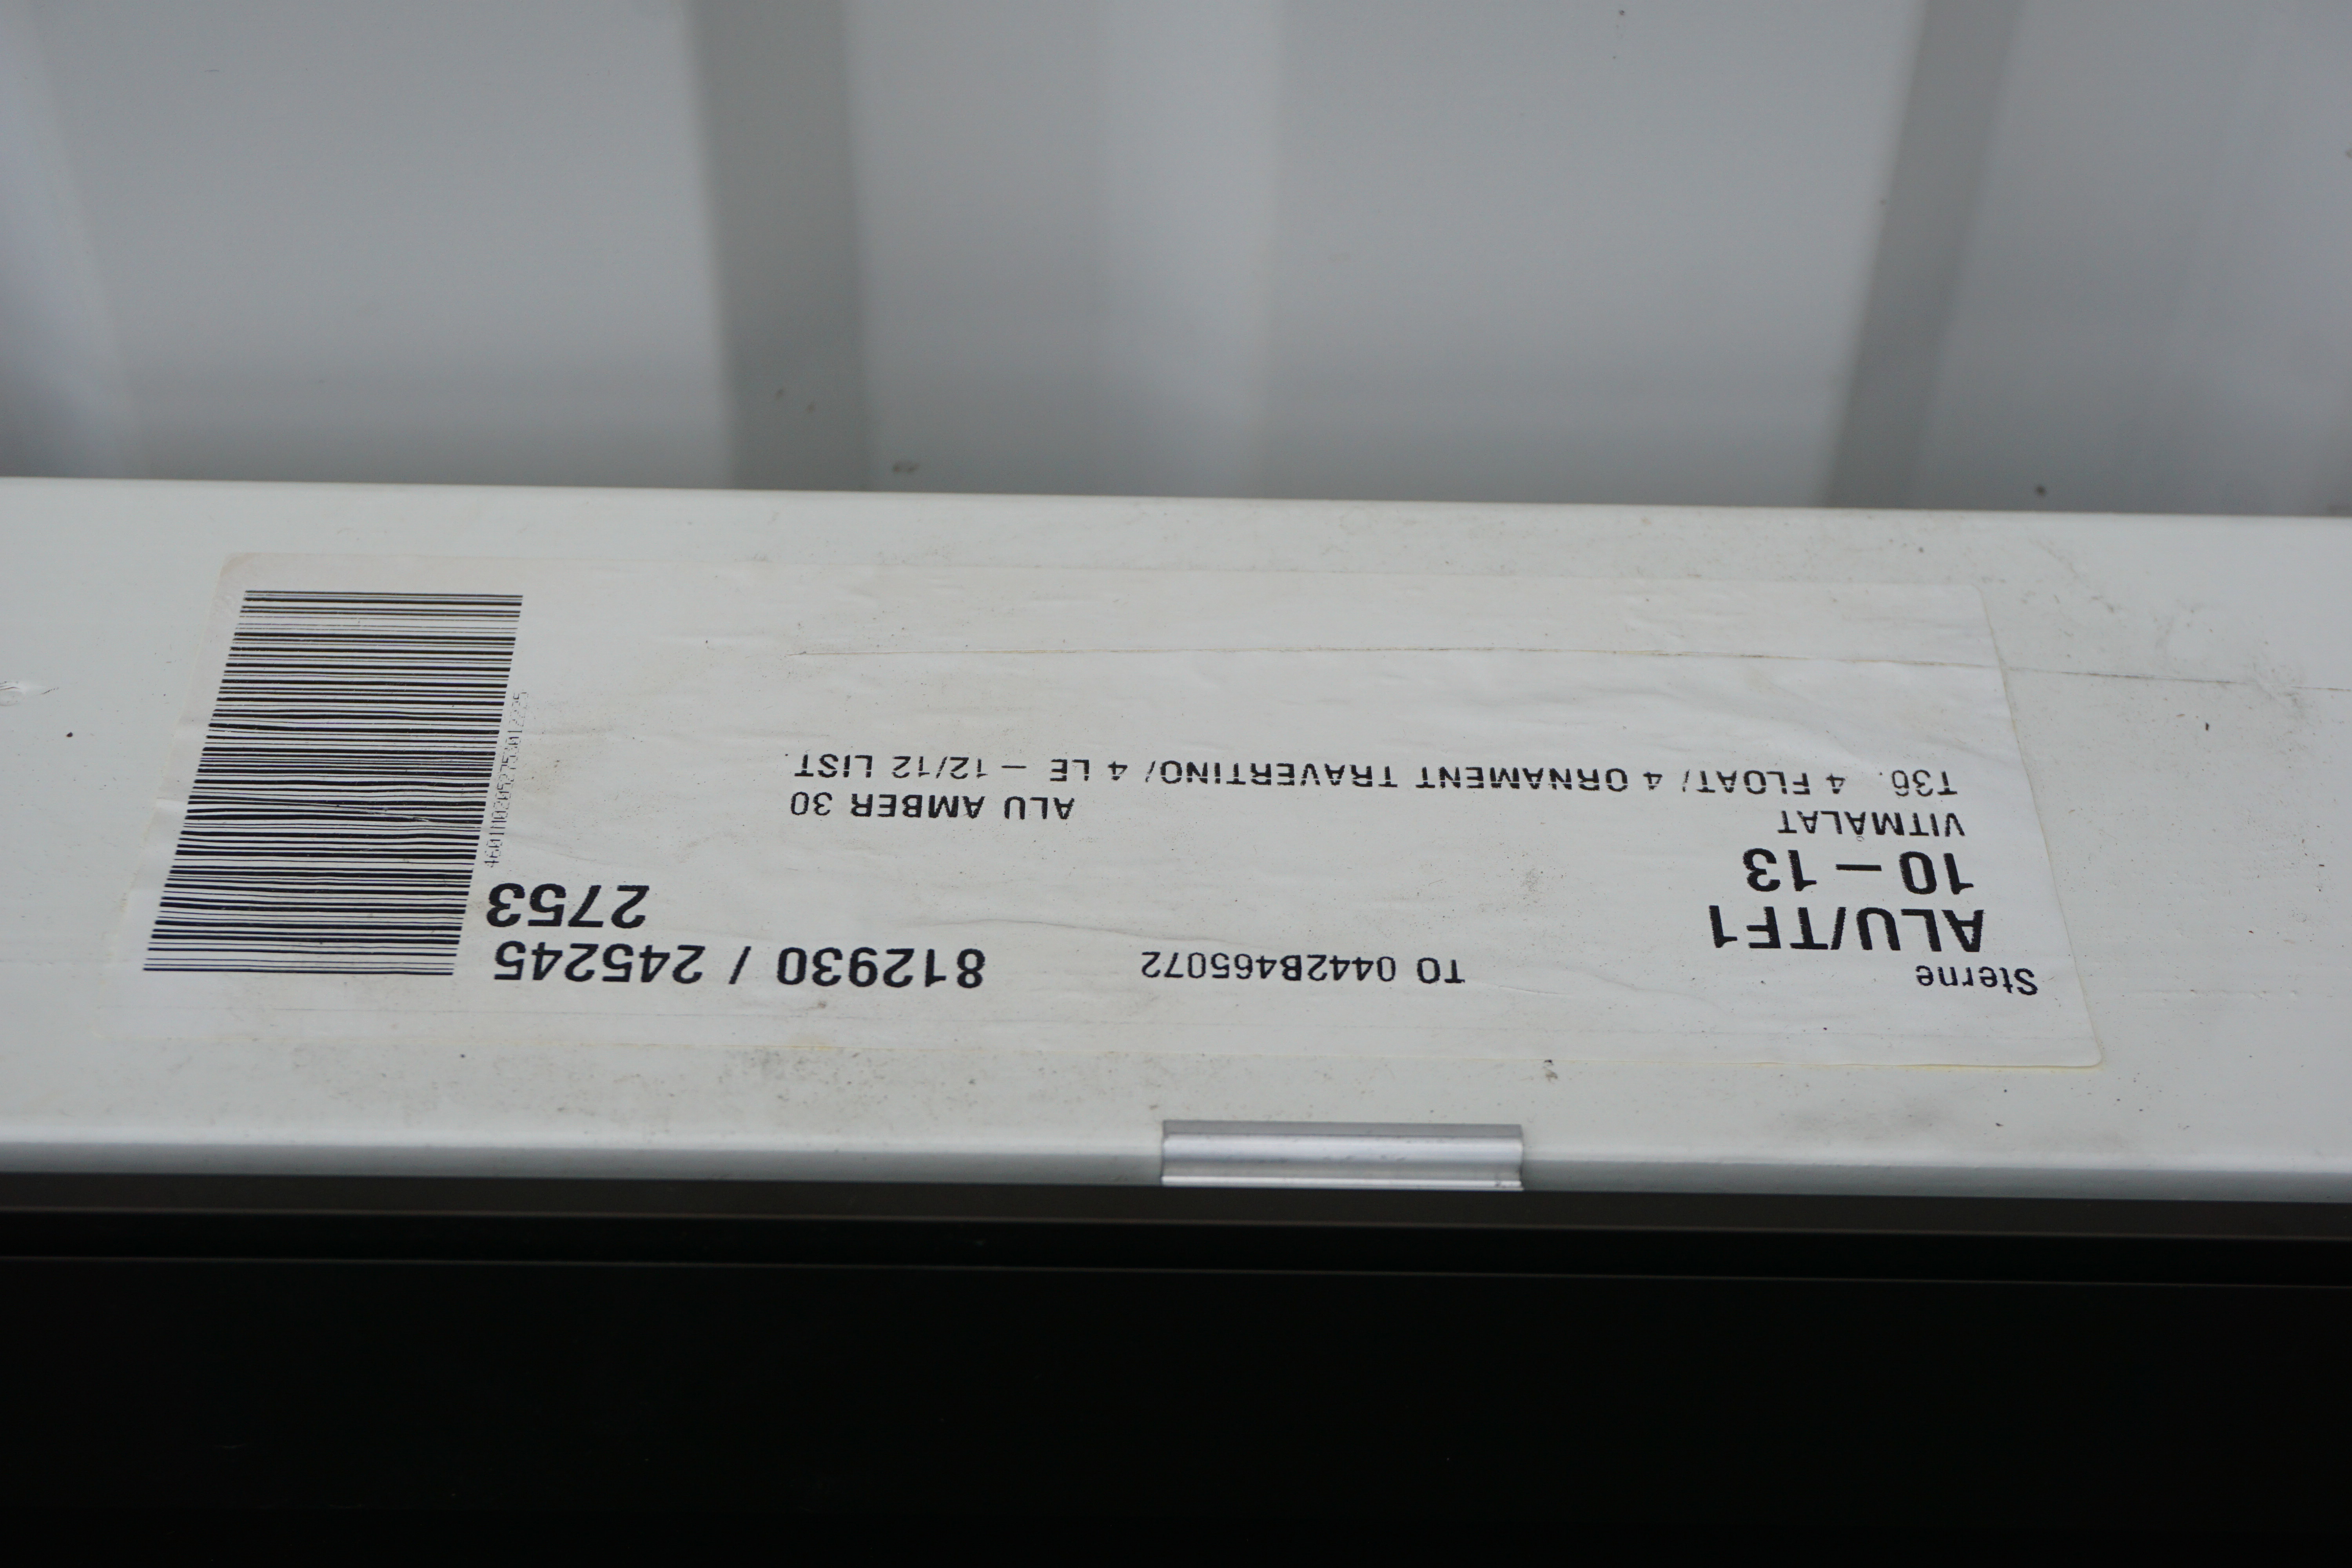 Sterne
TO 0442B465072
812930 / 245245
ALU/TF1
2753
10 – 13
VITMÅLAT
ALU AMBER 30
T36. 4 FLOAT/ 4 ORNAMENT TRAVERTINO/ 4 LE – 12/12 LIST.